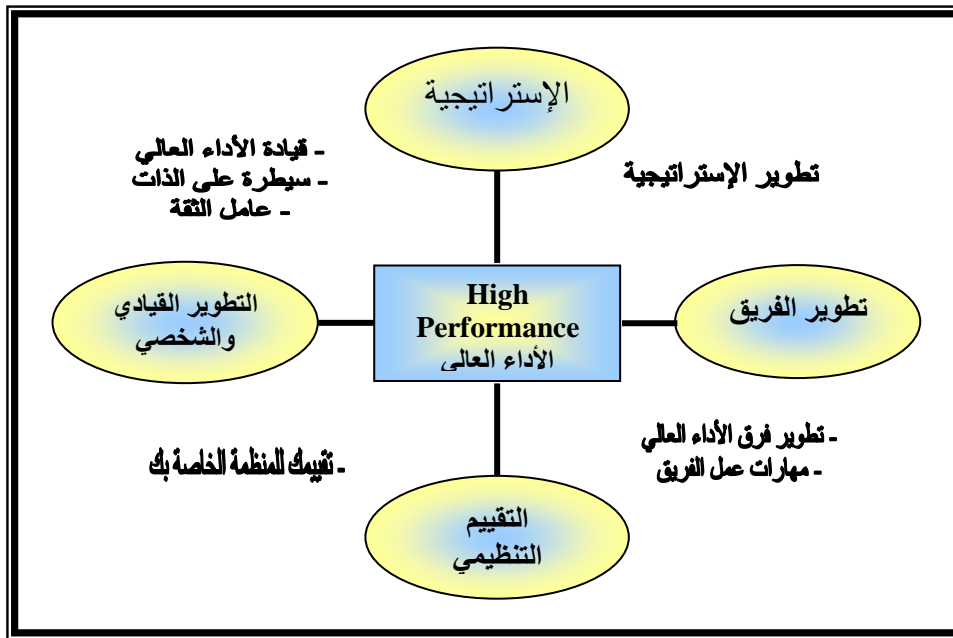 الإستراتيجية
- قيادة الأداء العالي
- سيطرة على الذات
- عامل الثقة
تطوير الإستراتيجية
التطوير القيادي
والشخصي
High
Performance
الأداء العالي
تطوير الفريق
- تطوير فرق الأداء العالي
- مهارات عمل الفريق
- تقييمك للمنظمة الخاصة بك
التقييم
التنظيمي